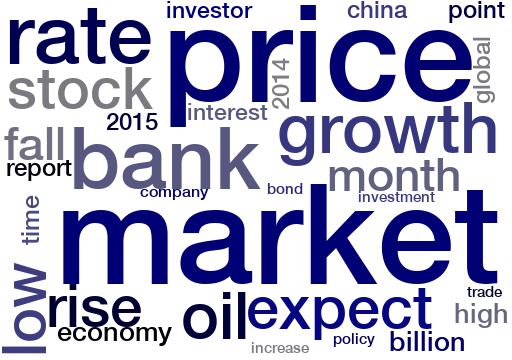 investor
china
point
rate
price
global
stock
2014
2015
interest
growth
fall
bank
report
month
company
bond
investment
time
market
low
rise
oil
expect
trade
high
economy
increase
policy
billion